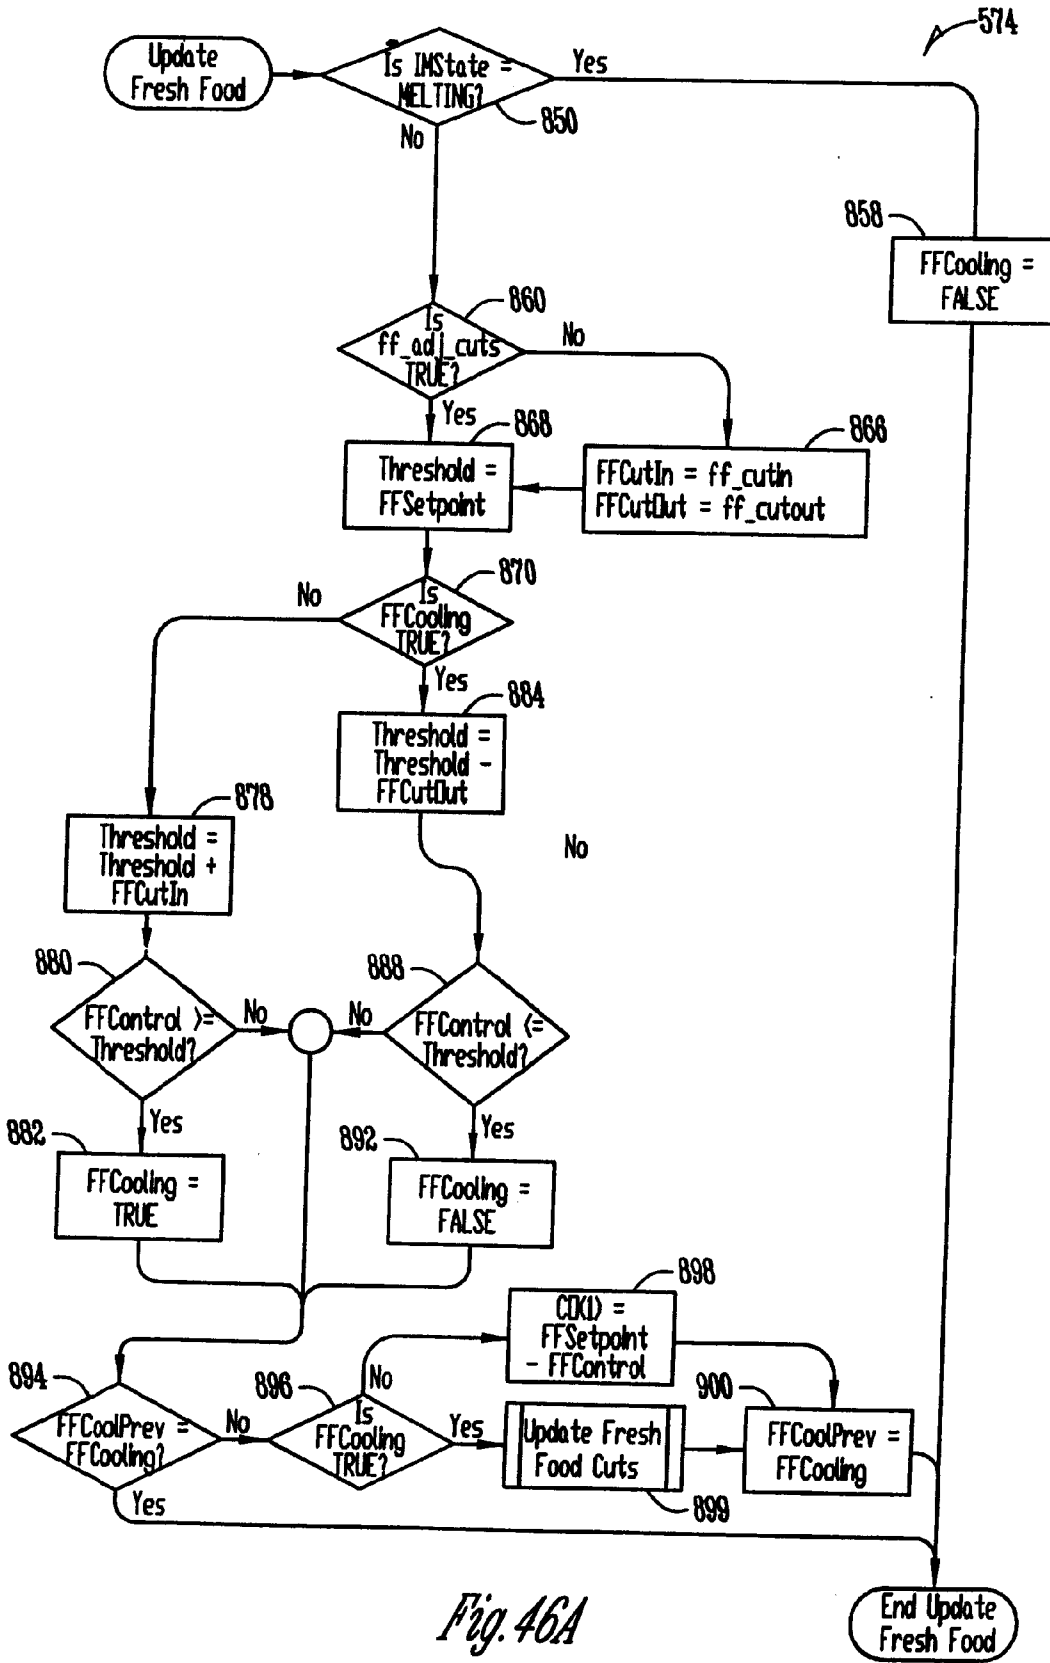 574
Update
Fresh Food
Is IMState =
MELTING?
Yes
850
No
858
FFCooling =
FALSE
860
Is
ff_adj_cuts
TRUE?
No
Yes
868
866
Threshold =
FFSetpoint
FFCutIn = ff_cutin
FFCutOut = ff_cutout
870
No
Is
FFCooling
TRUE?
Yes
884
Threshold =
Threshold -
FFCutOut
878
Threshold =
Threshold +
FFCutIn
No
880
888
FFControl >=
Threshold?
No
No
FFControl <=
Threshold?
Yes
Yes
882
892
FFCooling =
TRUE
FFCooling =
FALSE
898
CO(1) =
FFSetpoint
- FFControl
894
896
No
900
FFCoolPrev =
FFCooling?
No
Is
FFCooling
TRUE?
Yes
Update Fresh
Food Cuts
FFCoolPrev =
FFCooling
899
Yes
End Update
Fresh Food
Fig. 46A